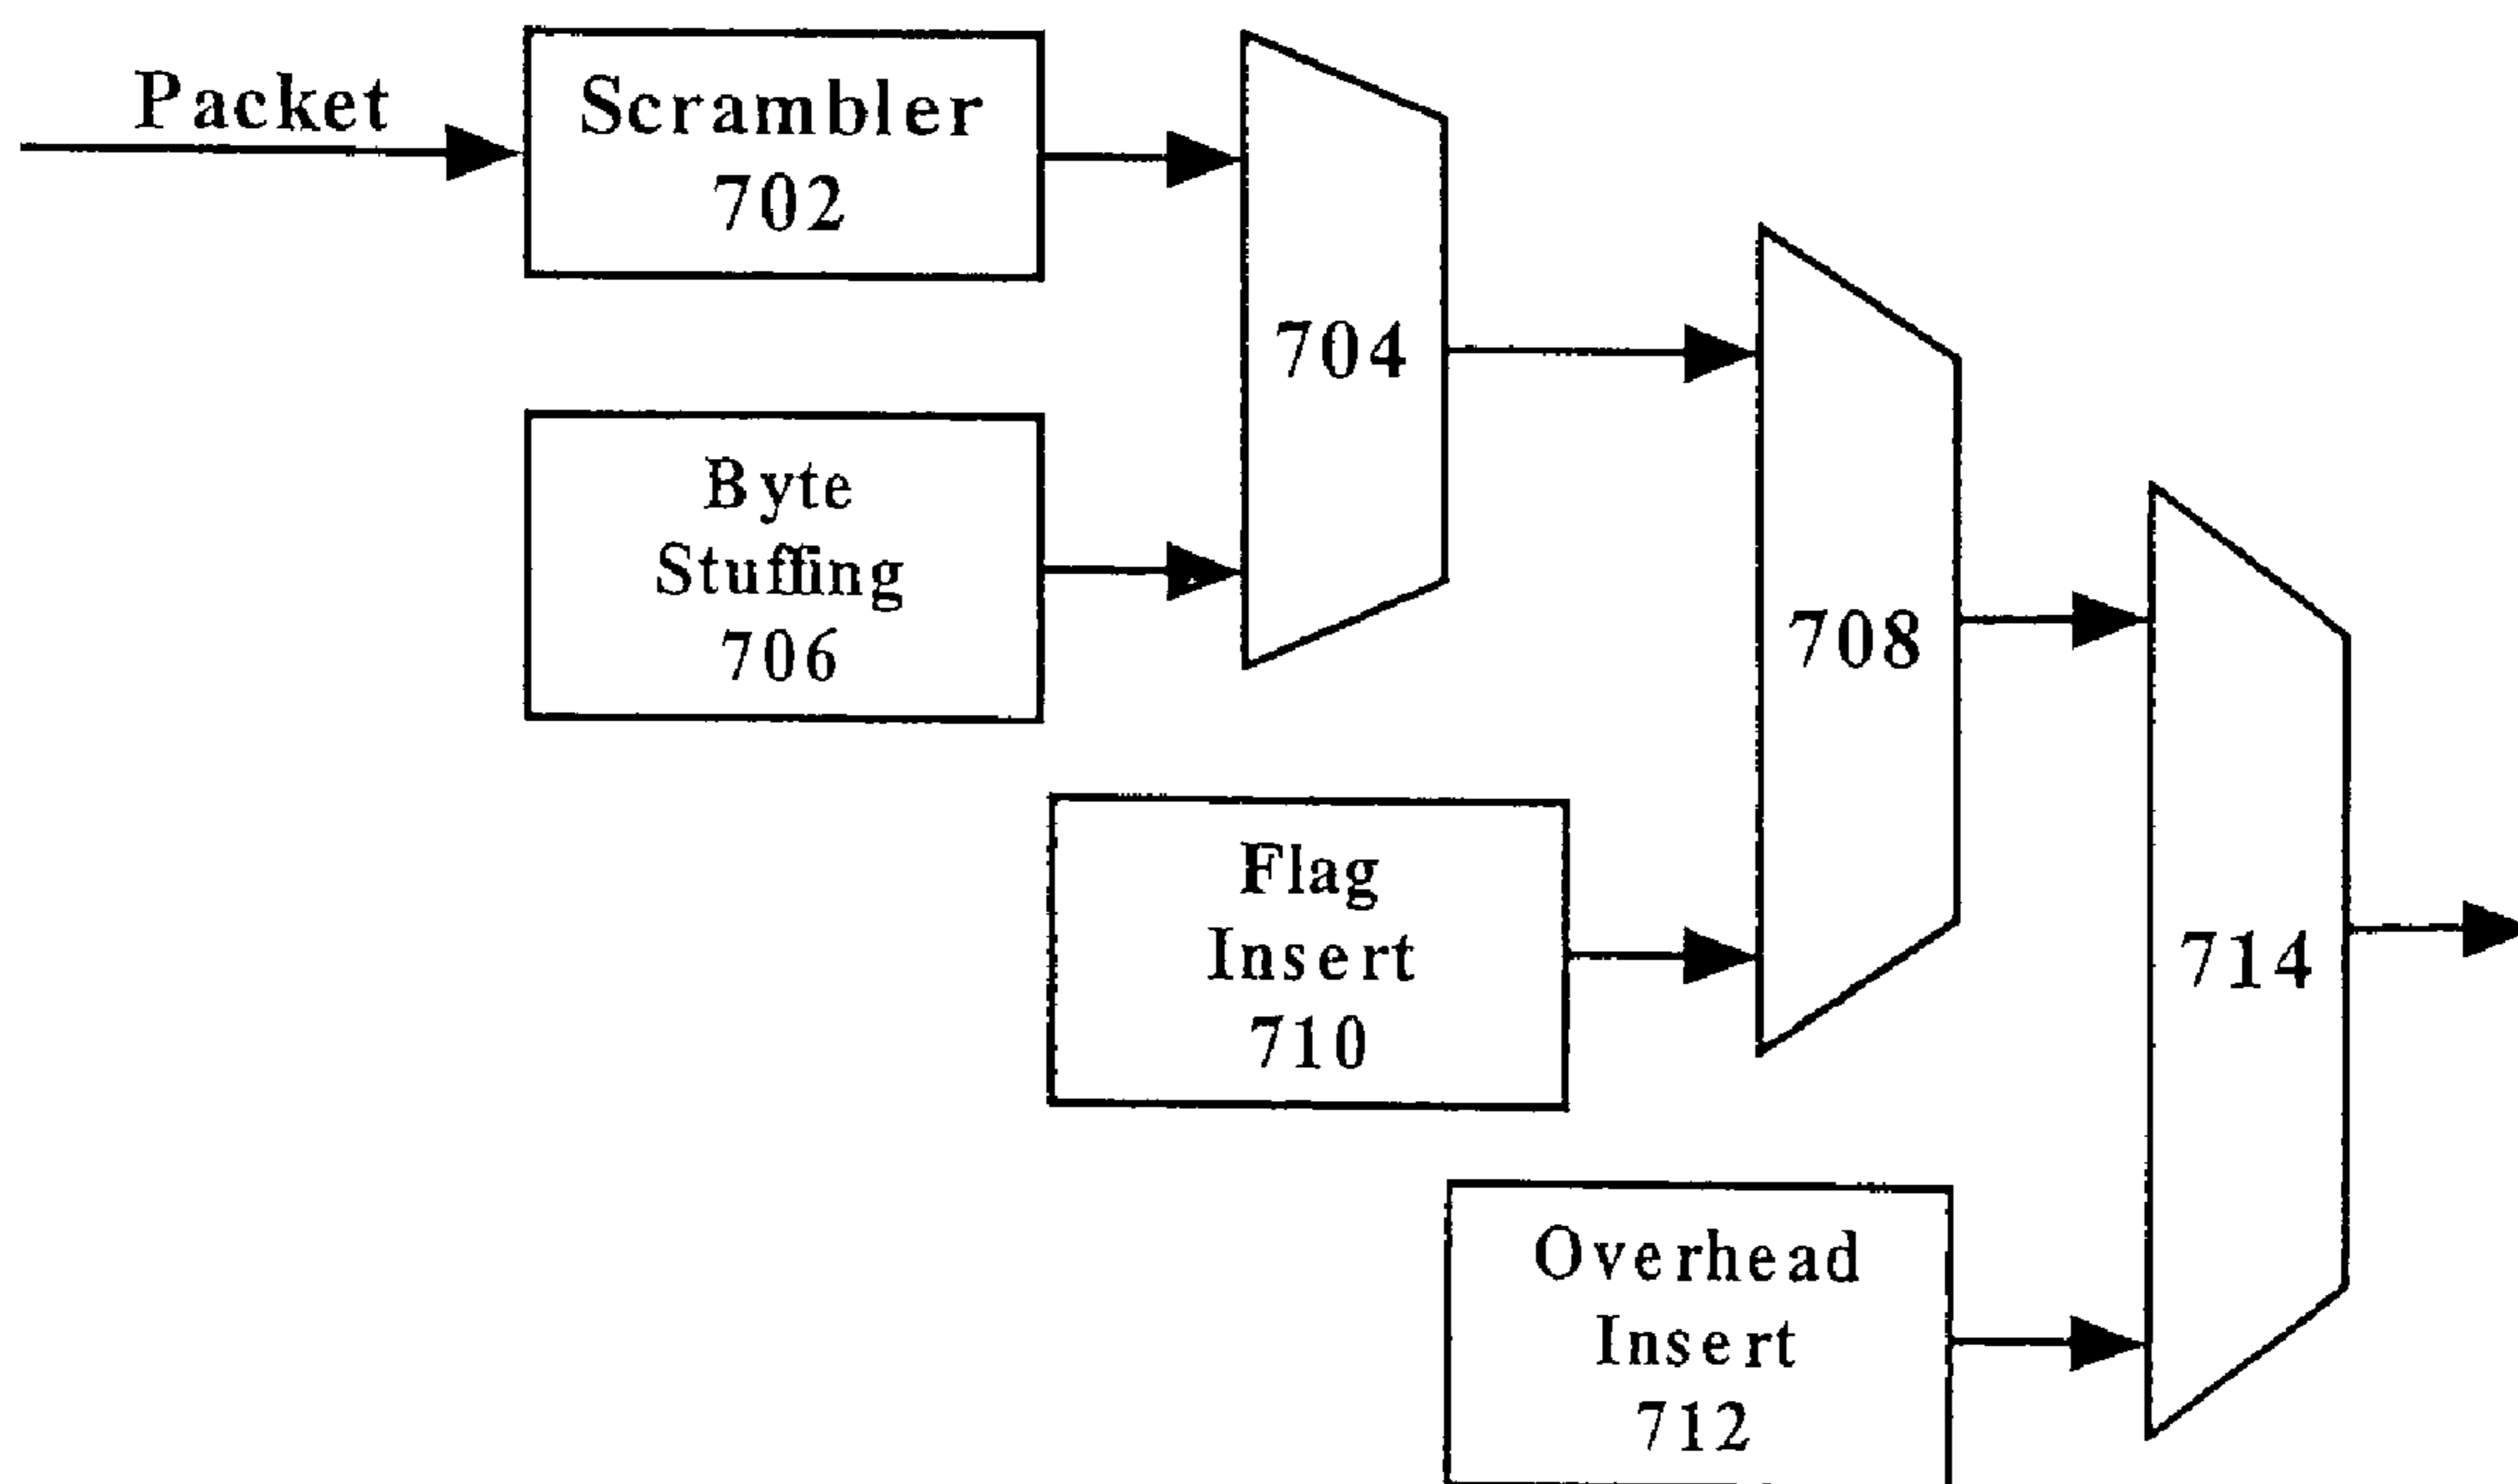 Packet
Scrambler
702
704
Byte
Stuffing
706
708
Flag
Insert
710
714
Overhead
Insert
712